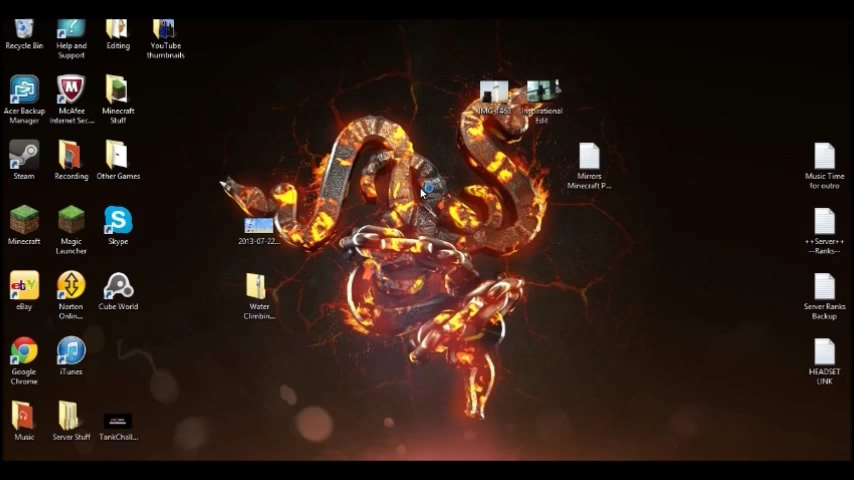 Recycle Bin
Help and
Support
Editing
YouTube
thumbnails
Acer Backup
Manager
McAfee
Internet Sec...
Minecraft
Stuff
IMG_1463
Inspirational
Edit
Steam
Recording
Other Games
Mirrors
Minecraft P...
Music Time
for outro
Minecraft
Magic
Launcher
Skype
2013-07-22...
++Server++
--Ranks--
eBay
Norton
Onlin...
Cube World
Water
Climbin...
Server Ranks
Backup
Google
Chrome
iTunes
HEADSET
LINK
Music
Server Stuff
TankChall...